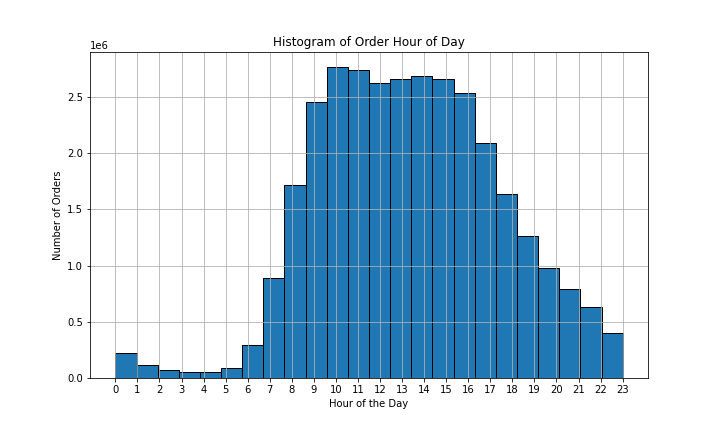 Histogram of Order Hour of Day
1e6
2.5
2.0
1.5
1.0
0.5
0.0
Number of Orders
0 1 2 3 4 5 6 7 8 9 10 11 12 13 14 15 16 17 18 19 20 21 22 23
Hour of the Day